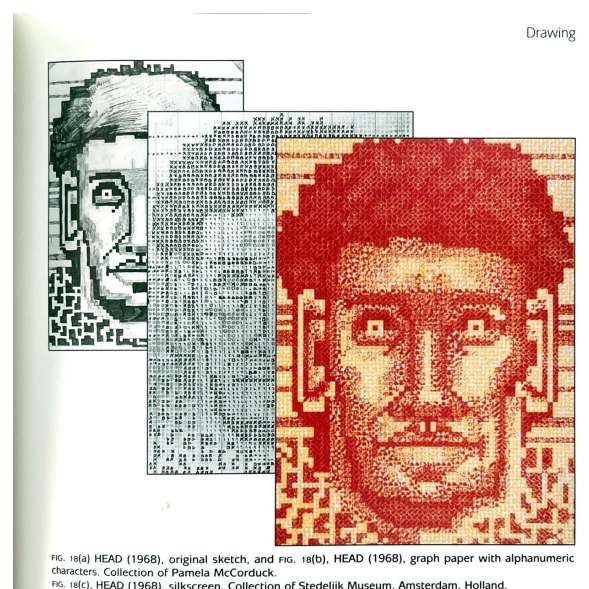 Drawing
FIG. 18(a) HEAD (1968), original sketch, and FIG. 18(b), HEAD (1968), graph paper with alphanumeric
characters. Collection of Pamela McCorduck.
FIG. 18(c), HEAD (1968), silkscreen. Collection of Stedelijk Museum, Amsterdam, Holland.